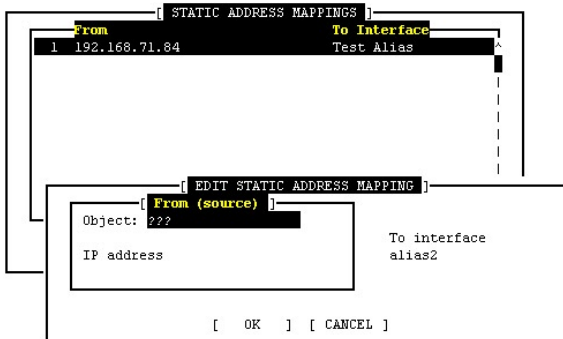 [ STATIC ADDRESS MAPPINGS ]
From To Interface
1 192.168.71.84 Test Alias
[ EDIT STATIC ADDRESS MAPPING ]
[ From (source) ]
Object: ???
To interface
IP address alias2
[ OK ] [ CANCEL ]